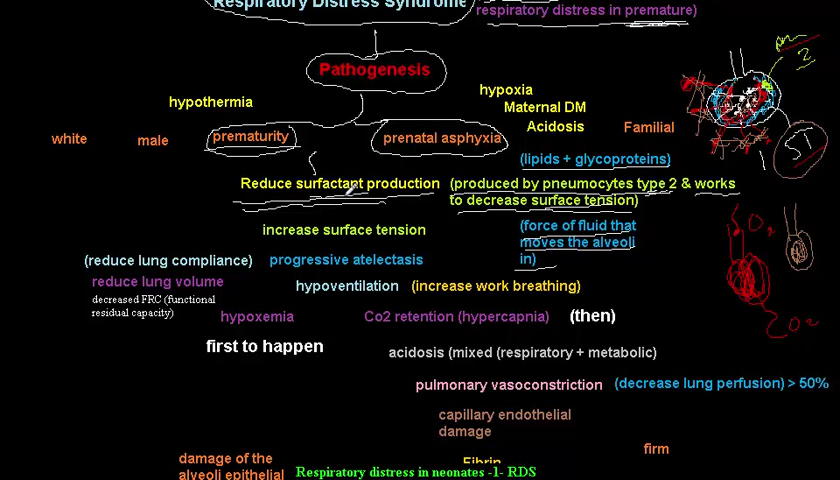 Respiratory Distress Syndrome
respiratory distress in premature)
Pathogenesis
hypothermia
hypoxia
Maternal DM
Acidosis
Familial
white
male
prematurity
prenatal asphyxia
(lipids + glycoproteins)
Reduce surfactant production
(produced by pneumocytes type 2 & works
to decrease surface tension)
increase surface tension
(force of fluid that
moves the alveoli
in)
(reduce lung compliance)
progressive atelectasis
reduce lung volume
decreased FRC (functional
residual capacity)
hypoventilation
(increase work breathing)
hypoxemia
Co2 retention (hypercapnia)
(then)
first to happen
acidosis (mixed (respiratory + metabolic)
pulmonary vasoconstriction
(decrease lung perfusion) > 50%
capillary endothelial
damage
firm
damage of the
alveoli epithelial
Fibrin
Respiratory distress in neonates -1- RDS
2
ST
O2
CO2